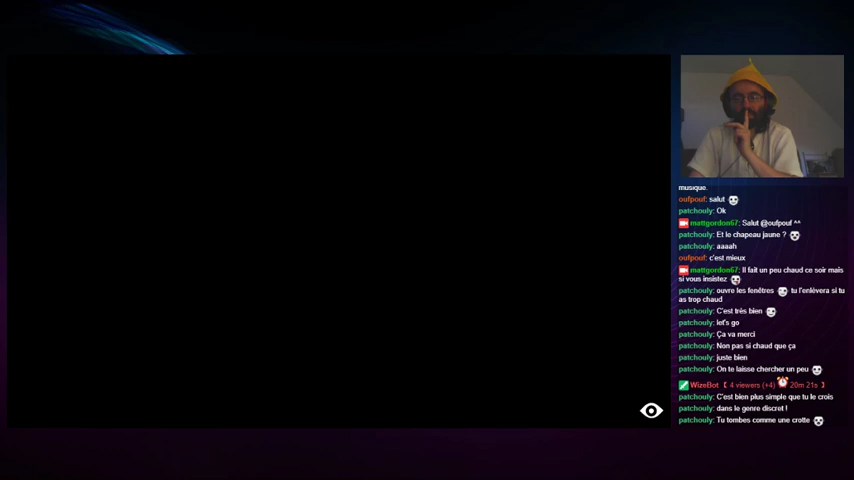 musique.
oufpouf: salut
patchouly: Ok
mattgordon67: Salut @oufpouf ^^
patchouly: Et le chapeau jaune ?
patchouly: aaaah
oufpouf: c'est mieux
mattgordon67: Il fait un peu chaud ce soir mais
si vous insistez
patchouly: ouvre les fenêtres tu l'enlèvera si tu
as trop chaud
patchouly: C'est très bien
patchouly: let's go
patchouly: Ça va merci
patchouly: Non pas si chaud que ça
patchouly: juste bien
patchouly: On te laisse chercher un peu
WizeBot 【 4 viewers (+4) 20m 21s 】
patchouly: C'est bien plus simple que tu le crois
patchouly: dans le genre discret !
patchouly: Tu tombes comme une crotte